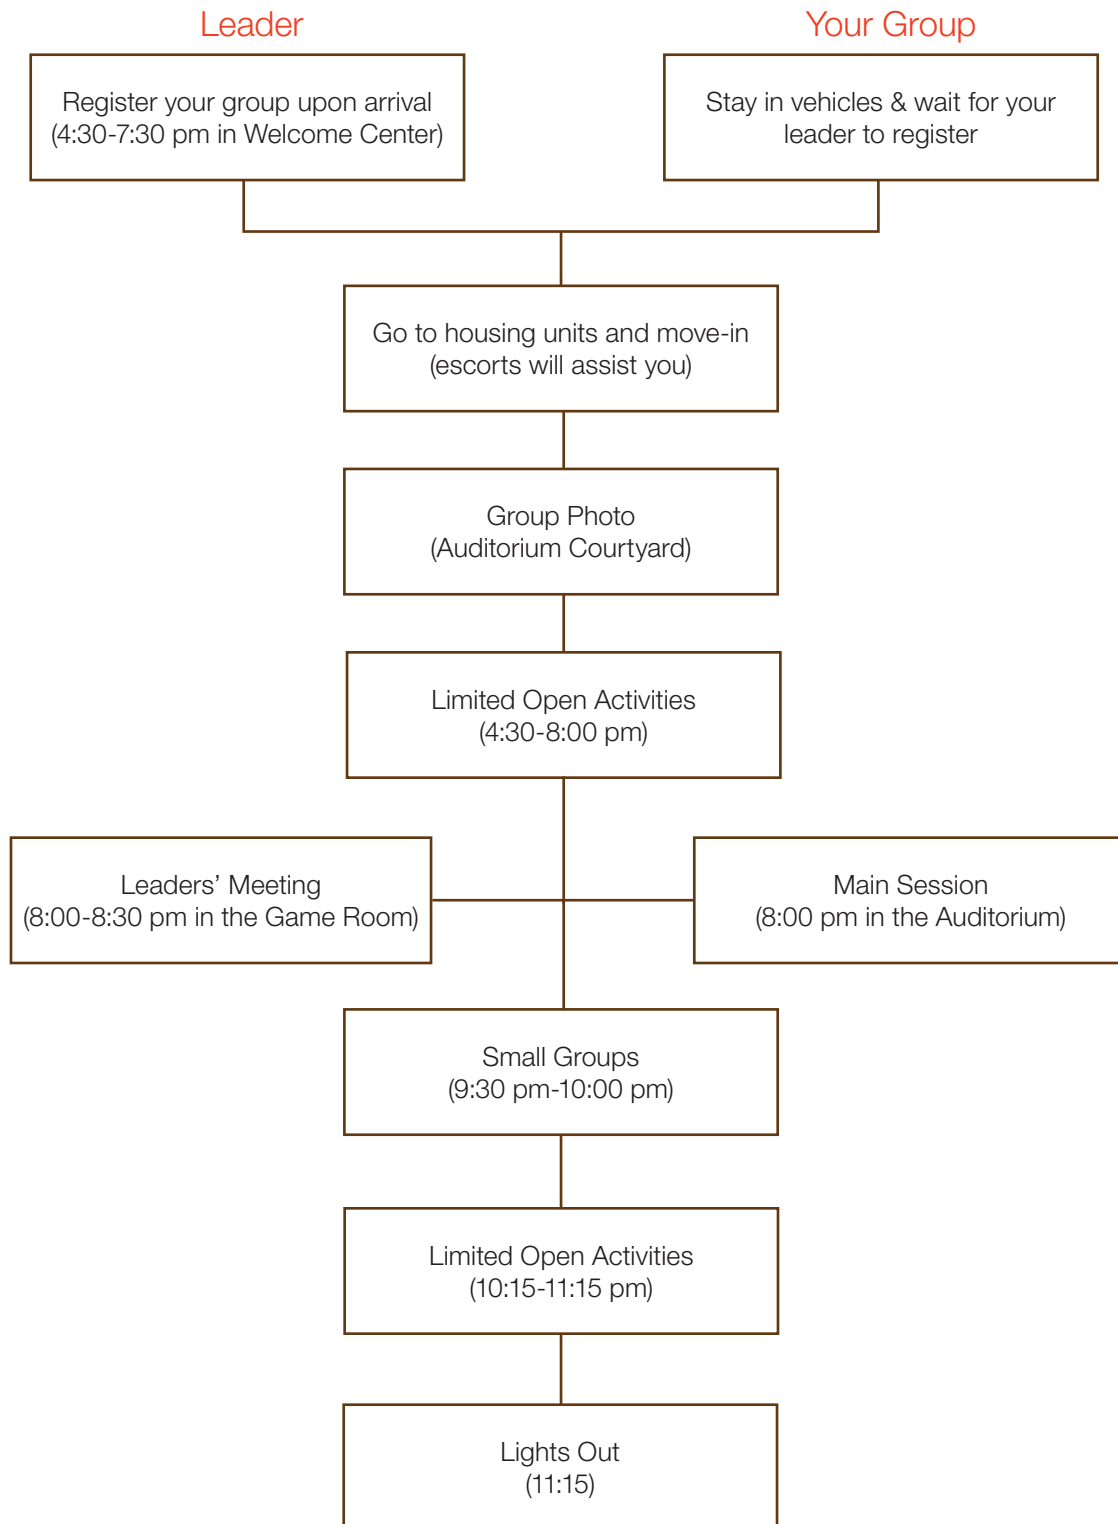 Leader
Your Group
Register your group upon arrival
(4:30-7:30 pm in Welcome Center)
Stay in vehicles & wait for your
leader to register
Go to housing units and move-in
(escorts will assist you)
Group Photo
(Auditorium Courtyard)
Limited Open Activities
(4:30-8:00 pm)
Leaders’ Meeting
(8:00-8:30 pm in the Game Room)
Main Session
(8:00 pm in the Auditorium)
Small Groups
(9:30 pm-10:00 pm)
Limited Open Activities
(10:15-11:15 pm)
Lights Out
(11:15)